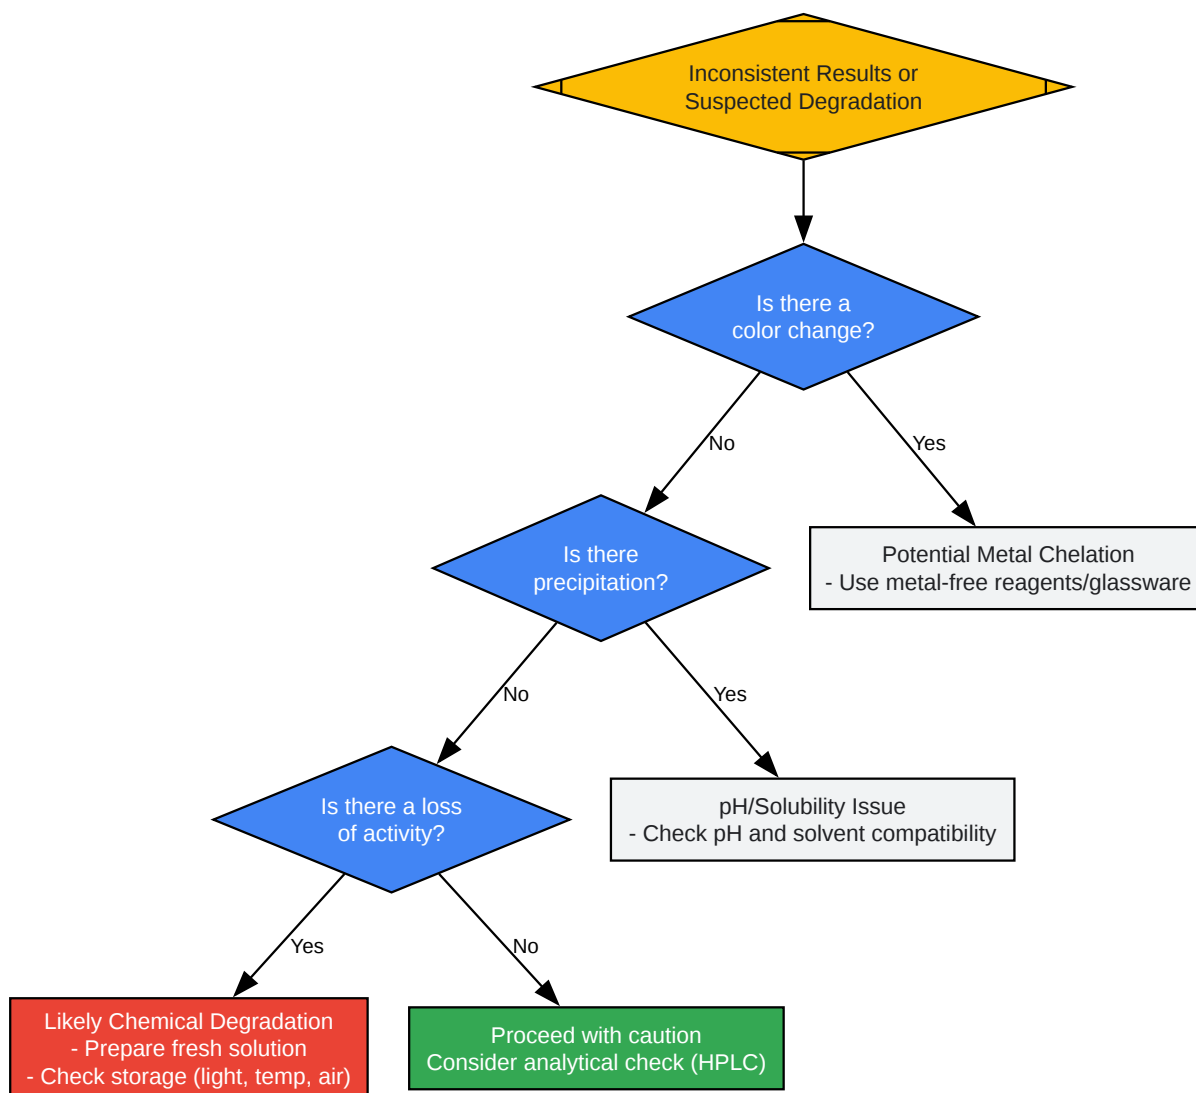 Inconsistent Results or
Suspected Degradation
Is there a
color change?
No
Yes
Is there
precipitation?
Potential Metal Chelation
- Use metal-free reagents/glassware
No
Yes
Is there a loss
of activity?
pH/Solubility Issue
- Check pH and solvent compatibility
Yes
No
Likely Chemical Degradation
- Prepare fresh solution
- Check storage (light, temp, air)
Proceed with caution
Consider analytical check (HPLC)